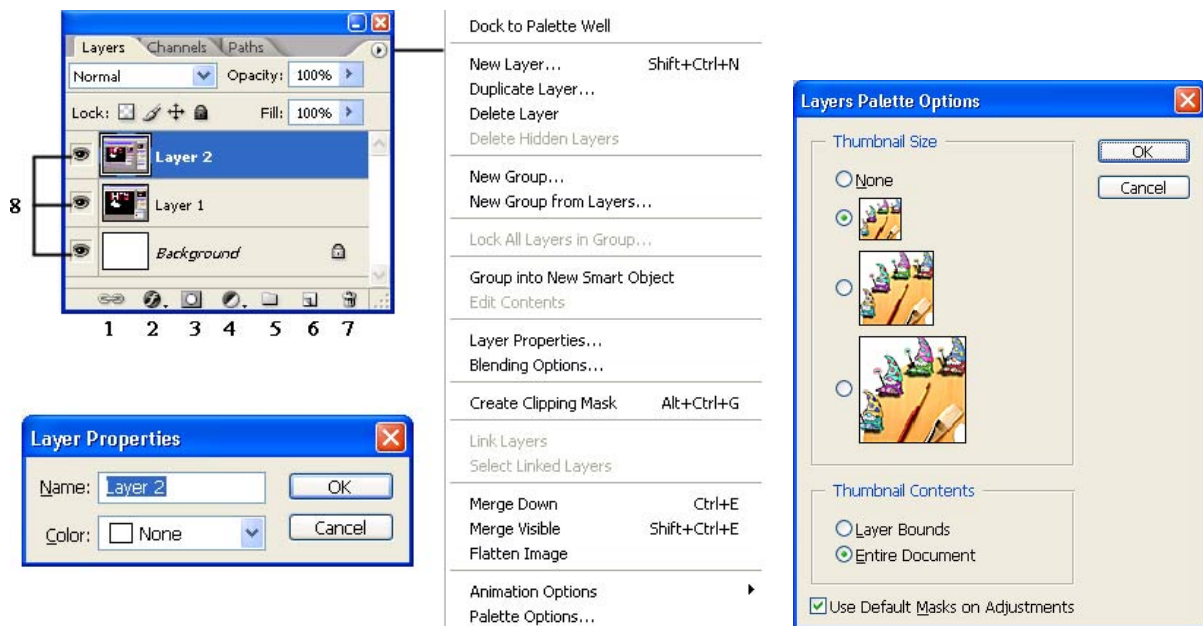 Layers Channels Paths
Normal Opacity: 100%
Lock: Fill: 100%
Layer 2
Layer 1
Background
8
1 2 3 4 5 6 7
Layer Properties
Name: Layer 2 OK
Color: None Cancel
Dock to Palette Well
New Layer... Shift+Ctrl+N
Duplicate Layer...
Delete Layer
Delete Hidden Layers
New Group...
New Group from Layers...
Lock All Layers in Group...
Group into New Smart Object
Edit Contents
Layer Properties...
Blending Options...
Create Clipping Mask Alt+Ctrl+G
Link Layers
Select Linked Layers
Merge Down Ctrl+E
Merge Visible Shift+Ctrl+E
Flatten Image
Animation Options
Palette Options...
Layers Palette Options
Thumbnail Size
OK
None
Cancel
Thumbnail Contents
Layer Bounds
Entire Document
Use Default Masks on Adjustments